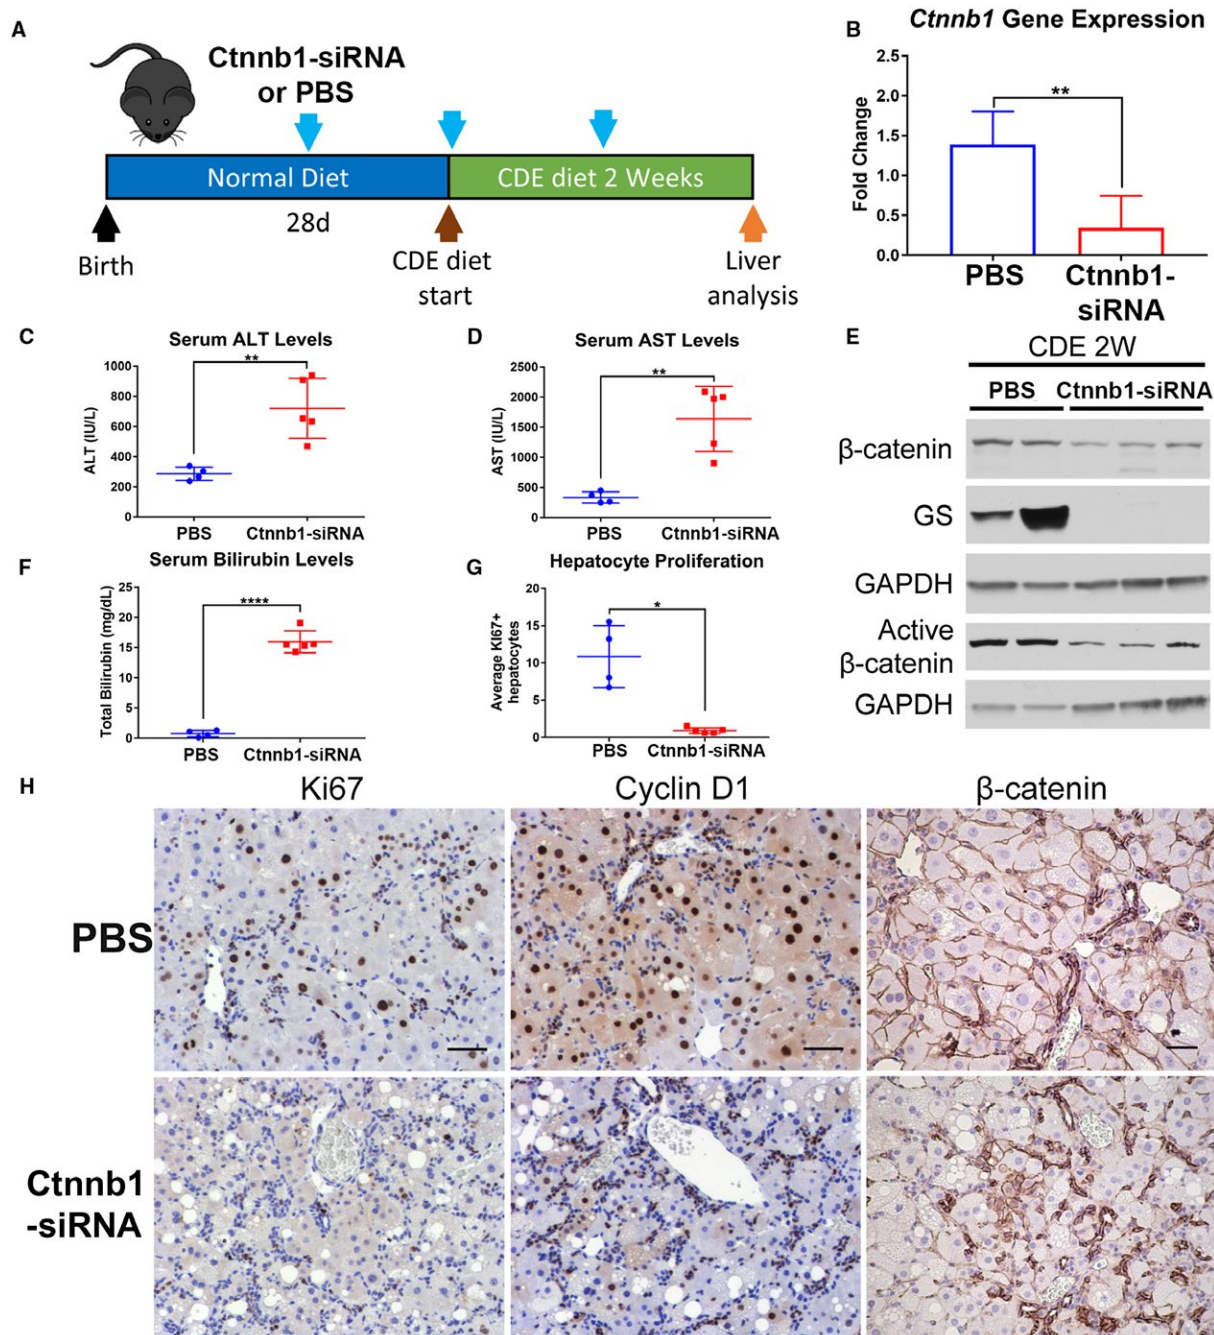 A
Ctnnb1-siRNA
or PBS
Normal Diet
CDE diet 2 Weeks
28d
Birth
CDE diet
start
Liver
analysis
B
Ctnnb1 Gene Expression
Fold Change
2.5
2.0
1.5
1.0
0.5
0.0
**
PBS
Ctnnb1-
siRNA
C
Serum ALT Levels
ALT (IU/L)
1000
800
600
400
200
0
**
PBS
Ctnnb1-siRNA
D
Serum AST Levels
AST (IU/L)
2500
2000
1500
1000
500
0
**
PBS
Ctnnb1-siRNA
E
CDE 2W
PBS
Ctnnb1-siRNA
β-catenin
GS
GAPDH
Active
β-catenin
GAPDH
F
Serum Bilirubin Levels
Total Bilirubin (mg/dL)
25
20
15
10
5
0
****
PBS
Ctnnb1-siRNA
G
Hepatocyte Proliferation
Average Ki67+
hepatocytes
20
15
10
5
0
*
PBS
Ctnnb1-siRNA
H
Ki67
Cyclin D1
β-catenin
PBS
Ctnnb1
-siRNA